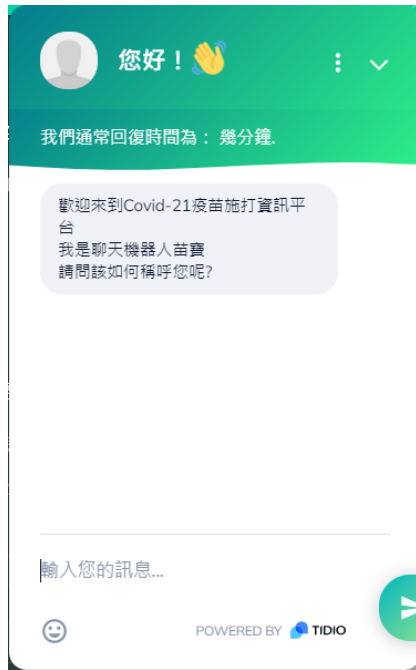 您好！👋
我們通常回復時間為： 幾分鐘.
歡迎來到Covid-21疫苗施打資訊平
台
我是聊天機器人苗寶
請問該如何稱呼您呢?
輸入您的訊息...
POWERED BY TIDIO